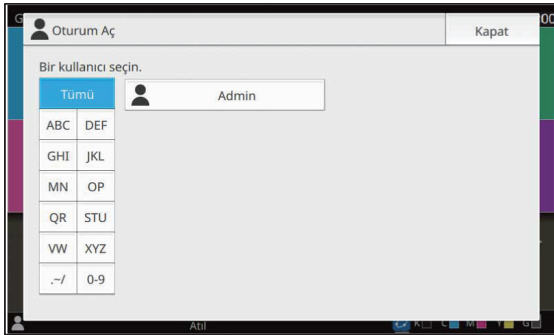 G 00
Oturum Aç Kapat
Bir kullanıcı seçin.
Tümü Admin
ABC DEF
GHI JKL
MN OP
QR STU
VW XYZ
.~/ 0-9
Atıl K C M Y G